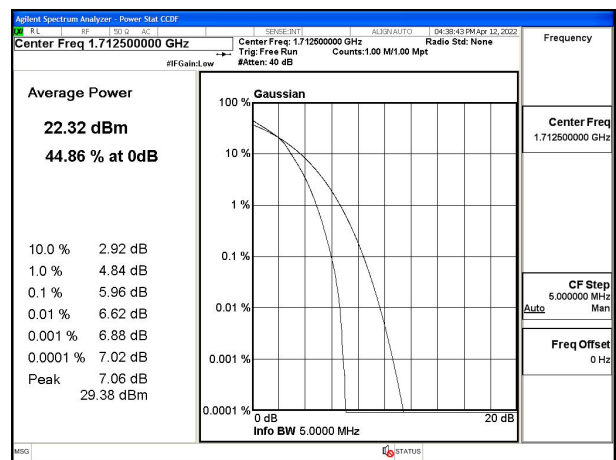 Agilent Spectrum Analyzer - Power Stat CCDF
RL RF 50 Ω AC SENSE:INT ALIGN AUTO 04:38:43 PM Apr 12, 2022
Center Freq 1.712500000 GHz
Center Freq: 1.712500000 GHz Radio Std: None
Trig: Free Run Counts:1.00 M/1.00 Mpt
#IFGain:Low #Atten: 40 dB
Frequency
Average Power
22.32 dBm
44.86 % at 0dB
10.0 % 2.92 dB
1.0 % 4.84 dB
0.1 % 5.96 dB
0.01 % 6.62 dB
0.001 % 6.88 dB
0.0001 % 7.02 dB
Peak 7.06 dB
29.38 dBm
Gaussian
100 %
10 %
1 %
0.1 %
0.01 %
0.001 %
0.0001 %
0 dB 20 dB
Info BW 5.0000 MHz
Center Freq
1.712500000 GHz
CF Step
5.000000 MHz
Auto Man
Freq Offset
0 Hz
MSG STATUS